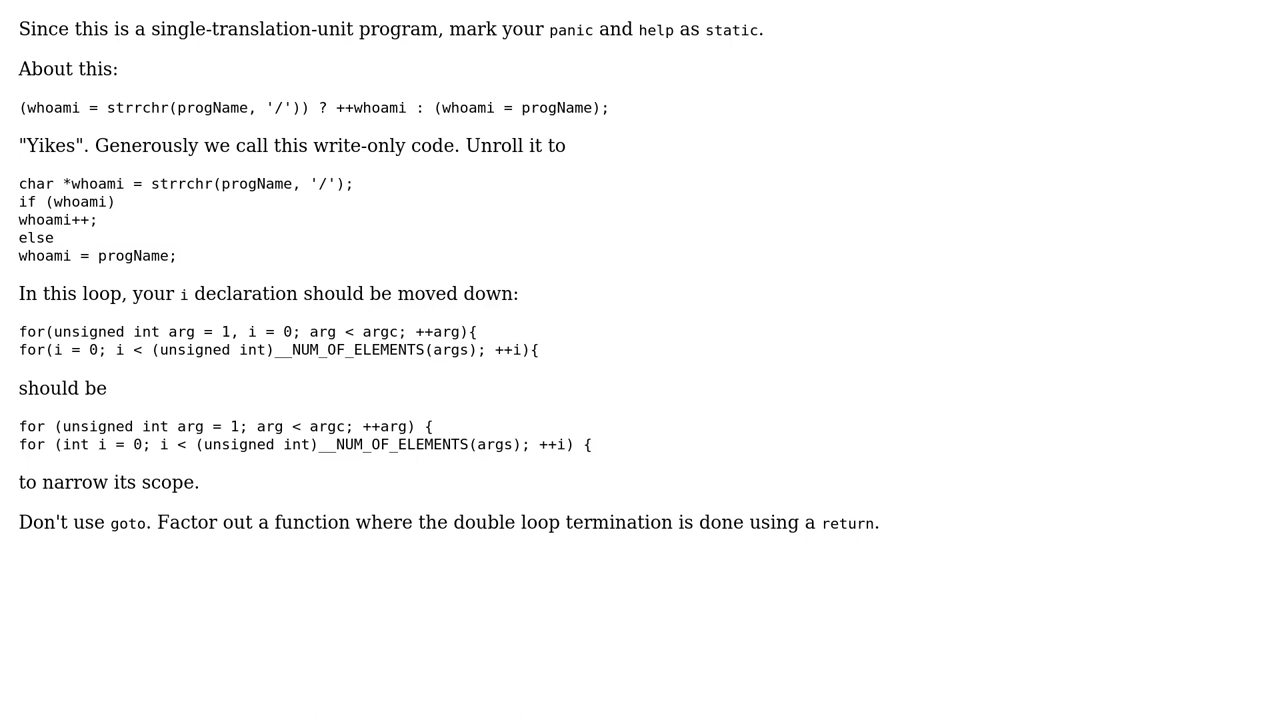 Since this is a single-translation-unit program, mark your panic and help as static.
About this:
(whoami = strrchr(progName, '/')) ? ++whoami : (whoami = progName);
"Yikes". Generously we call this write-only code. Unroll it to
char *whoami = strrchr(progName, '/');
if (whoami)
whoami++;
else
whoami = progName;
In this loop, your i declaration should be moved down:
for(unsigned int arg = 1, i = 0; arg < argc; ++arg){
for(i = 0; i < (unsigned int)__NUM_OF_ELEMENTS(args); ++i){
should be
for (unsigned int arg = 1; arg < argc; ++arg) {
for (int i = 0; i < (unsigned int)__NUM_OF_ELEMENTS(args); ++i) {
to narrow its scope.
Don't use goto. Factor out a function where the double loop termination is done using a return.